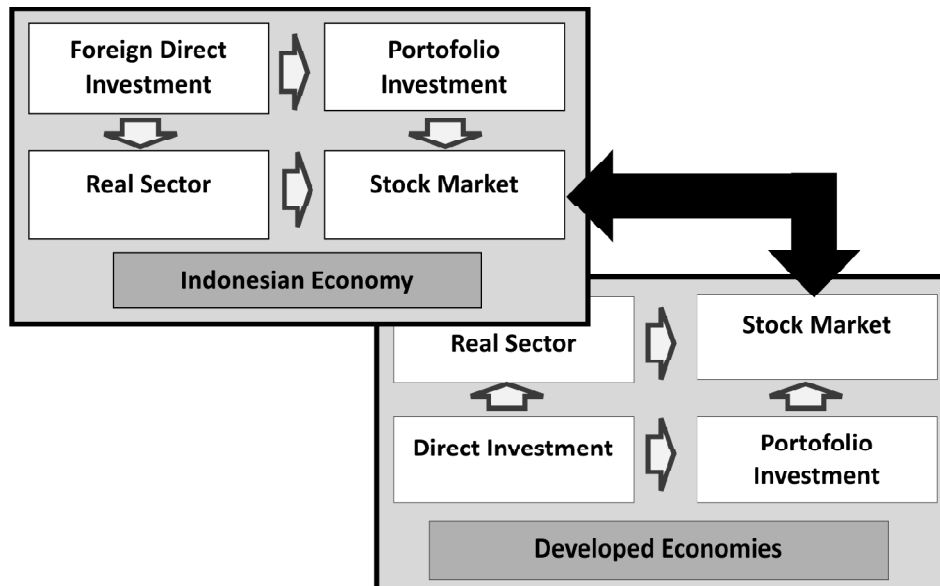 Foreign Direct
Investment
Portofolio
Investment
Real Sector
Stock Market
Indonesian Economy
Real Sector
Stock Market
Direct Investment
Portofolio
Investment
Developed Economies